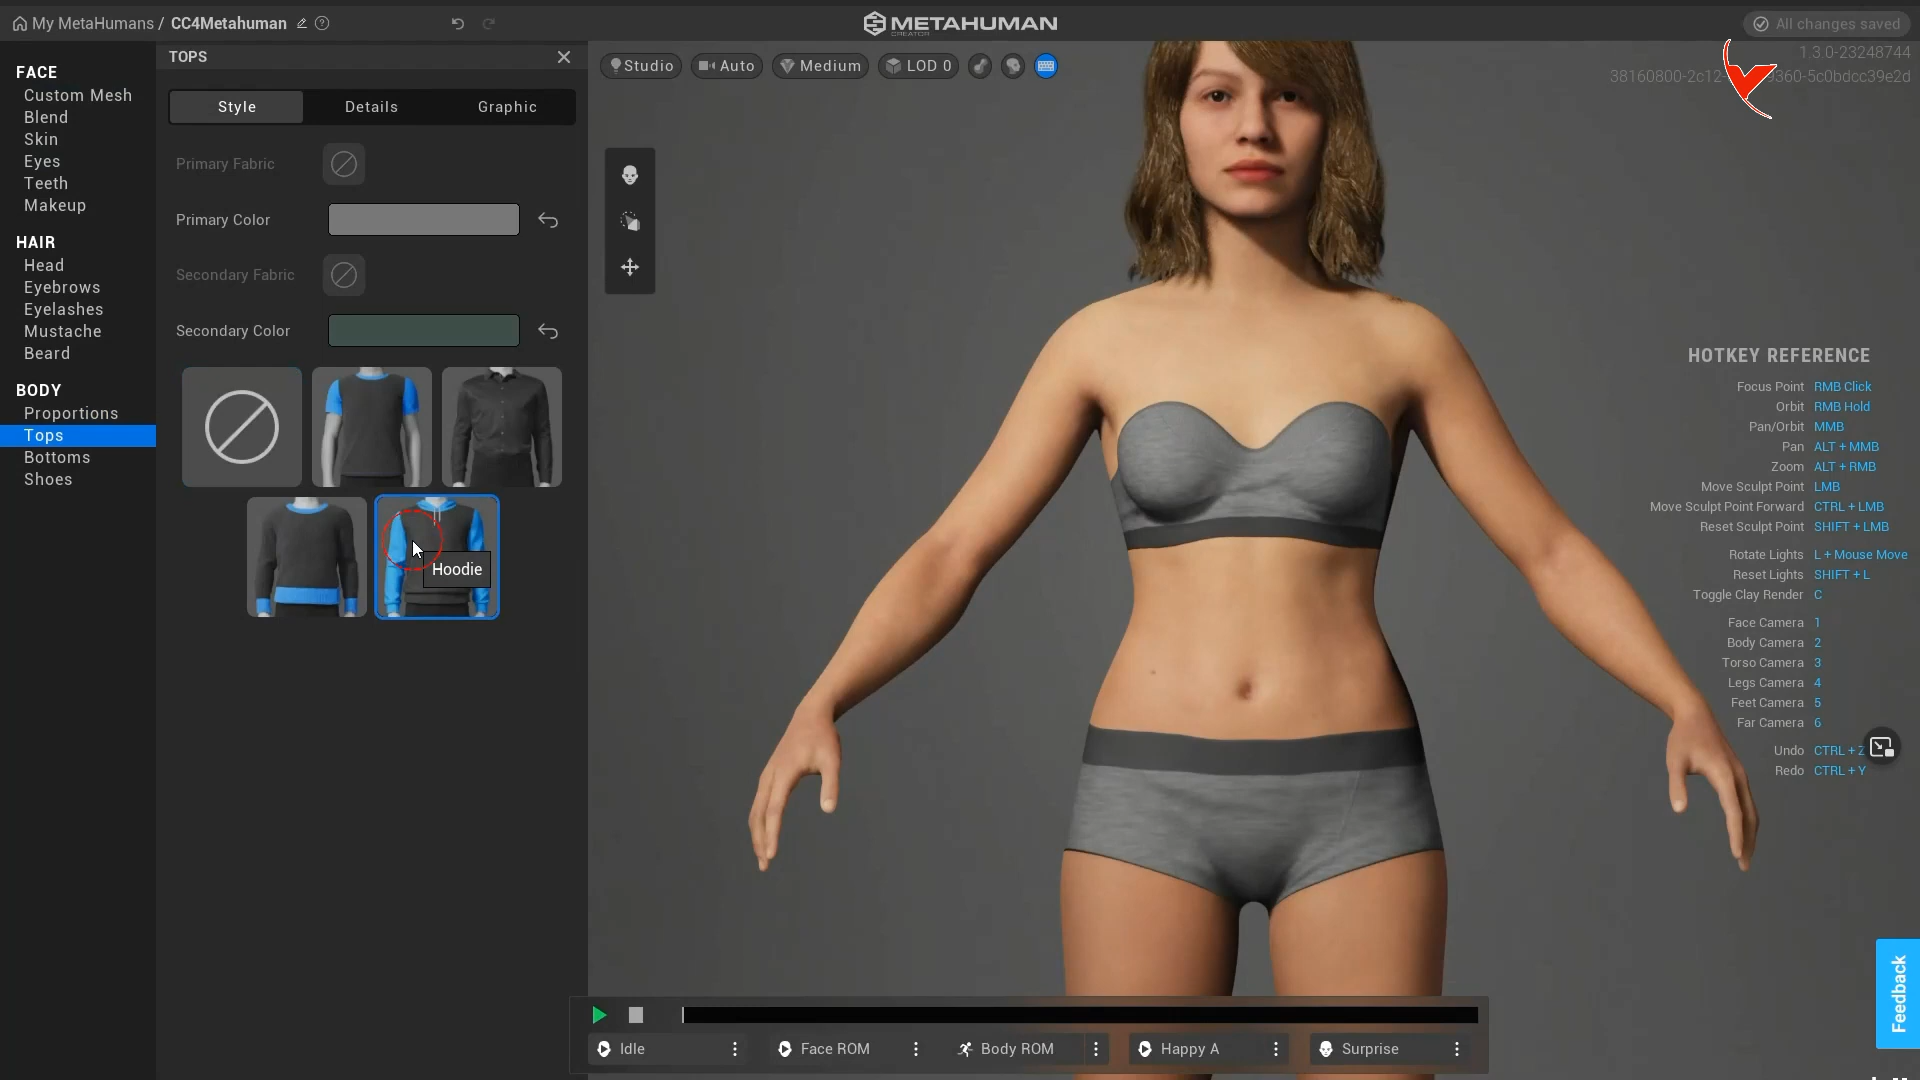 My MetaHumans / CC4Metahuman
METAHUMAN
CREATOR
All changes saved
1.3.0-23248744
FACE
Custom Mesh
Blend
Skin
Eyes
Teeth
Makeup
HAIR
Head
Eyebrows
Eyelashes
Mustache
Beard
BODY
Proportions
Tops
Bottoms
Shoes
TOPS
Style
Details
Graphic
Primary Fabric
Primary Color
Secondary Fabric
Secondary Color
Hoodie
Studio
Auto
Medium
LOD 0
HOTKEY REFERENCE
Focus Point RMB Click
Orbit RMB Hold
Pan/Orbit MMB
Pan ALT + MMB
Zoom ALT + RMB
Move Sculpt Point LMB
Move Sculpt Point Forward CTRL + LMB
Reset Sculpt Point SHIFT + LMB
Rotate Lights L + Mouse Move
Reset Lights SHIFT + L
Toggle Clay Render C
Face Camera 1
Body Camera 2
Torso Camera 3
Legs Camera 4
Feet Camera 5
Far Camera 6
Undo CTRL + Z
Redo CTRL + Y
Feedback
Idle
Face ROM
Body ROM
Happy A
Surprise